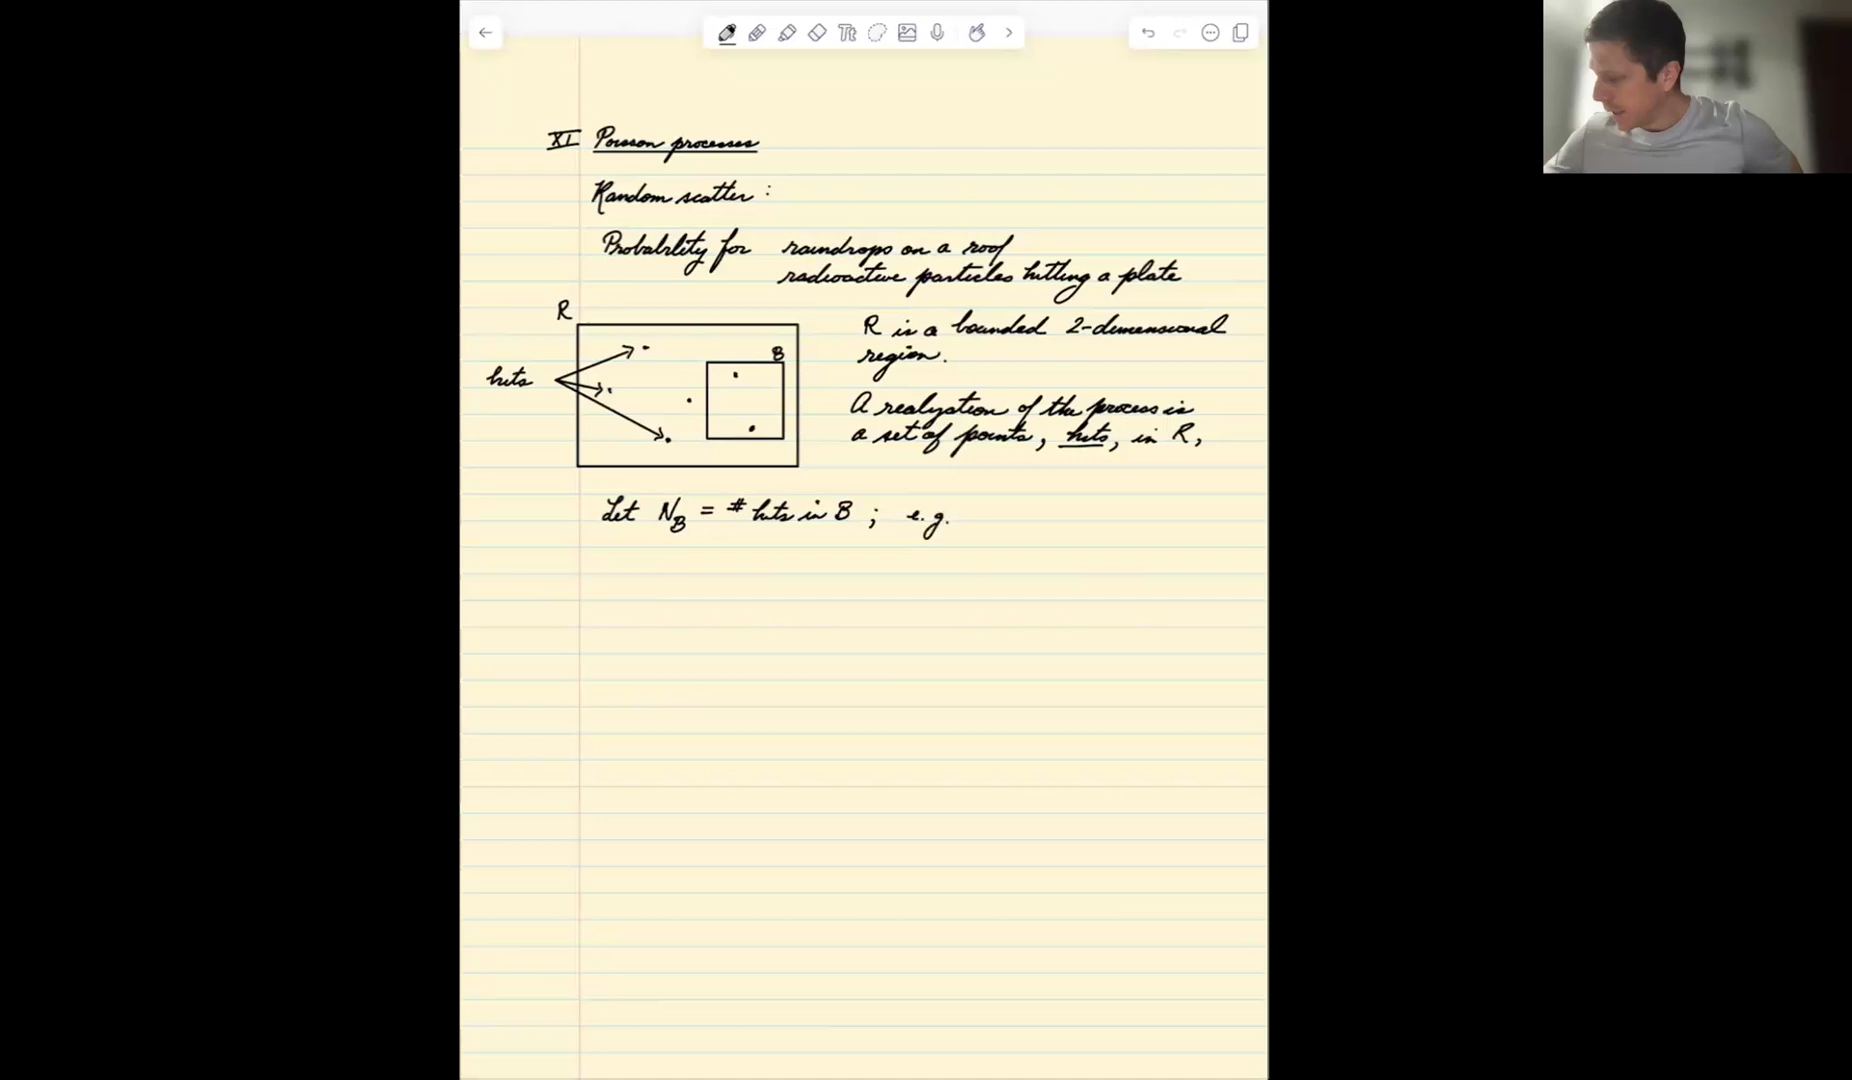 XI Poisson processes
Random scatter :
Probability for raindrops on a roof
radioactive particles hitting a plate
R
hits
B
R is a bounded 2-dimensional
region.
A realization of the process is
a set of points, hits, in R,
Let N_B = # hits in B ; e.g.
Tt